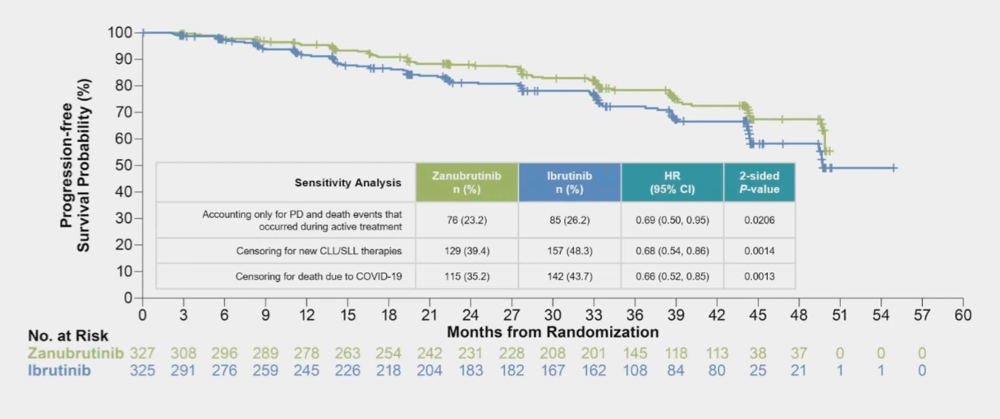 Progression-free
Survival Probability (%)
100
90
80
70
60
50
40
30
20
10
0
Sensitivity Analysis
Zanubrutinib
n (%)
Ibrutinib
n (%)
HR
(95% CI)
2-sided
P-value
Accounting only for PD and death events that
occurred during active treatment
76 (23.2)
85 (26.2)
0.69 (0.50, 0.95)
0.0206
Censoring for new CLL/SLL therapies
129 (39.4)
157 (48.3)
0.68 (0.54, 0.86)
0.0014
Censoring for death due to COVID-19
115 (35.2)
142 (43.7)
0.66 (0.52, 0.85)
0.0013
0 3 6 9 12 15 18 21 24 27 30 33 36 39 42 45 48 51 54 57 60
Months from Randomization
No. at Risk
Zanubrutinib 327 308 296 289 278 263 254 242 231 228 208 201 145 118 113 38 37 0 0 0
Ibrutinib 325 291 276 259 245 226 218 204 183 182 167 162 108 84 80 25 21 1 1 0